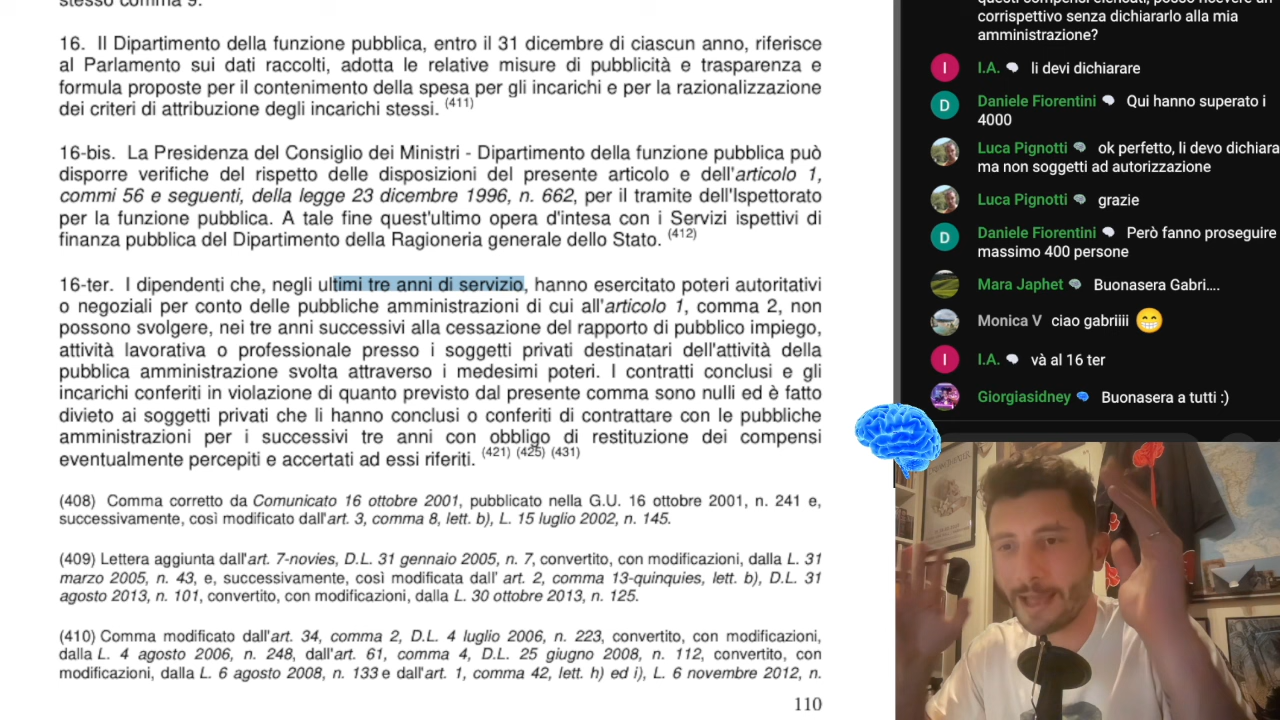 stesso comma 9.
16. Il Dipartimento della funzione pubblica, entro il 31 dicembre di ciascun anno, riferisce
al Parlamento sui dati raccolti, adotta le relative misure di pubblicità e trasparenza e
formula proposte per il contenimento della spesa per gli incarichi e per la razionalizzazione
dei criteri di attribuzione degli incarichi stessi. (411)
16-bis. La Presidenza del Consiglio dei Ministri - Dipartimento della funzione pubblica può
disporre verifiche del rispetto delle disposizioni del presente articolo e dell'articolo 1,
commi 56 e seguenti, della legge 23 dicembre 1996, n. 662, per il tramite dell'Ispettorato
per la funzione pubblica. A tale fine quest'ultimo opera d'intesa con i Servizi ispettivi di
finanza pubblica del Dipartimento della Ragioneria generale dello Stato. (412)
16-ter. I dipendenti che, negli ultimi tre anni di servizio, hanno esercitato poteri autoritativi
o negoziali per conto delle pubbliche amministrazioni di cui all'articolo 1, comma 2, non
possono svolgere, nei tre anni successivi alla cessazione del rapporto di pubblico impiego,
attività lavorativa o professionale presso i soggetti privati destinatari dell'attività della
pubblica amministrazione svolta attraverso i medesimi poteri. I contratti conclusi e gli
incarichi conferiti in violazione di quanto previsto dal presente comma sono nulli ed è fatto
divieto ai soggetti privati che li hanno conclusi o conferiti di contrattare con le pubbliche
amministrazioni per i successivi tre anni con obbligo di restituzione dei compensi
eventualmente percepiti e accertati ad essi riferiti. (421) (425) (431)
(408) Comma corretto da Comunicato 16 ottobre 2001, pubblicato nella G.U. 16 ottobre 2001, n. 241 e,
successivamente, così modificato dall'art. 3, comma 8, lett. b), L. 15 luglio 2002, n. 145.
(409) Lettera aggiunta dall'art. 7-novies, D.L. 31 gennaio 2005, n. 7, convertito, con modificazioni, dalla L. 31
marzo 2005, n. 43, e, successivamente, così modificata dall' art. 2, comma 13-quinquies, lett. b), D.L. 31
agosto 2013, n. 101, convertito, con modificazioni, dalla L. 30 ottobre 2013, n. 125.
(410) Comma modificato dall'art. 34, comma 2, D.L. 4 luglio 2006, n. 223, convertito, con modificazioni,
dalla L. 4 agosto 2006, n. 248, dall'art. 61, comma 4, D.L. 25 giugno 2008, n. 112, convertito, con
modificazioni, dalla L. 6 agosto 2008, n. 133 e dall'art. 1, comma 42, lett. h) ed i), L. 6 novembre 2012, n.
110
questi compensi elencati, posso ricevere un
corrispettivo senza dichiararlo alla mia
amministrazione?
I I.A. li devi dichiarare
D Daniele Fiorentini Qui hanno superato i
4000
Luca Pignotti ok perfetto, li devo dichiara
ma non soggetti ad autorizzazione
Luca Pignotti grazie
D Daniele Fiorentini Però fanno proseguire
massimo 400 persone
Mara Japhet Buonasera Gabri....
Monica V ciao gabriiii
I I.A. và al 16 ter
Giorgiasidney Buonasera a tutti :)